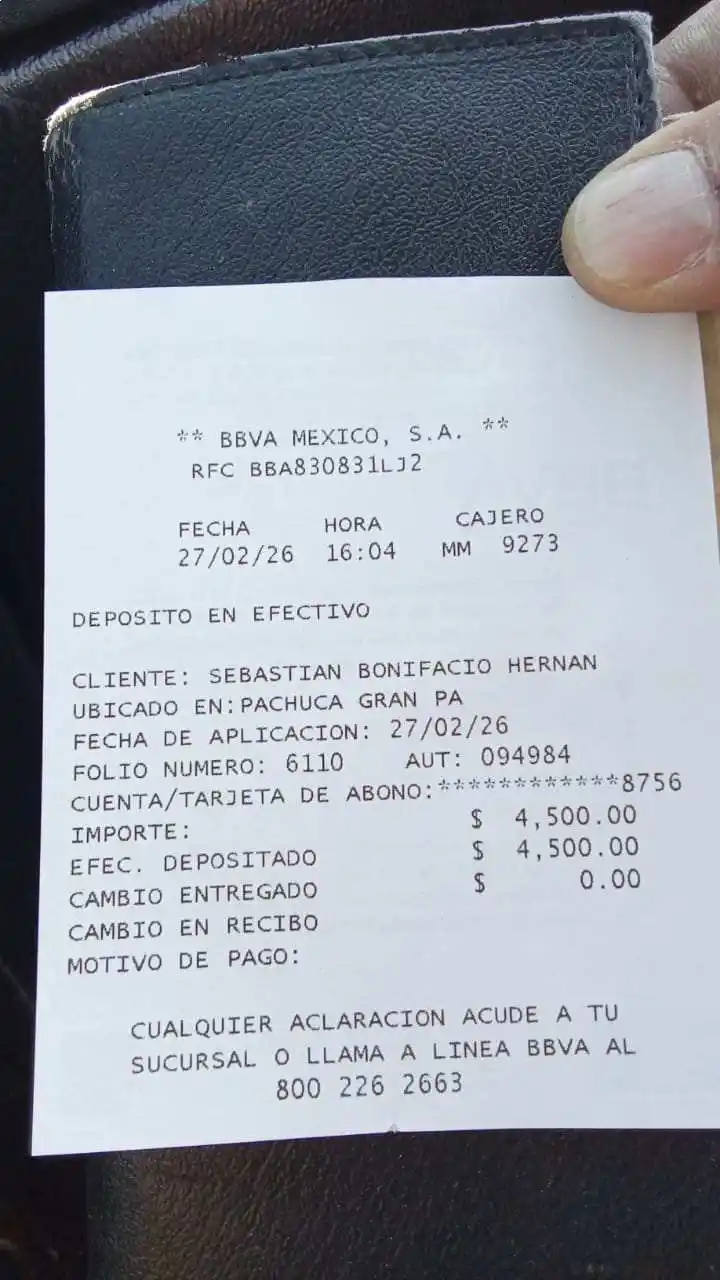 ** BBVA MEXICO, S.A. **
RFC BBA830831LJ2
FECHA HORA CAJERO
27/02/26 16:04 MM 9273
DEPOSITO EN EFECTIVO
CLIENTE: SEBASTIAN BONIFACIO HERNAN
UBICADO EN:PACHUCA GRAN PA
FECHA DE APLICACION: 27/02/26
FOLIO NUMERO: 6110 AUT: 094984
CUENTA/TARJETA DE ABONO:************8756
IMPORTE: $ 4,500.00
EFEC. DEPOSITADO $ 4,500.00
CAMBIO ENTREGADO $ 0.00
CAMBIO EN RECIBO
MOTIVO DE PAGO:
CUALQUIER ACLARACION ACUDE A TU
SUCURSAL O LLAMA A LINEA BBVA AL
800 226 2663